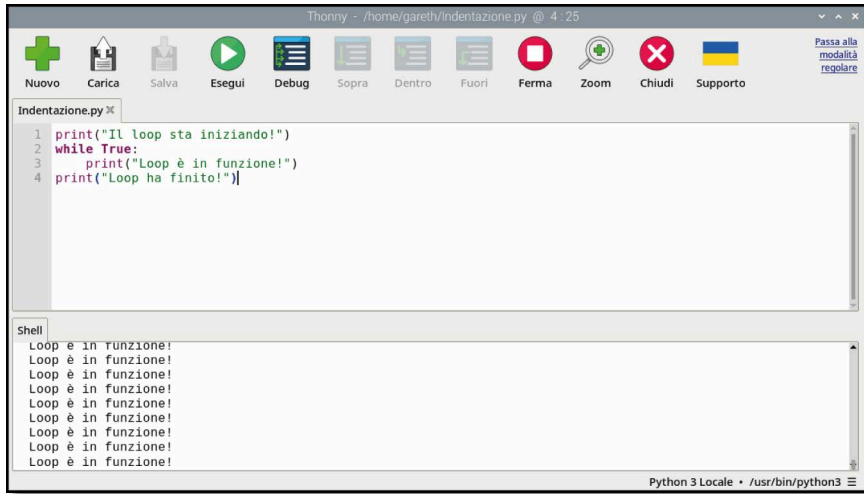 Thonny - /home/gareth/Indentazione.py @ 4:25
Nuovo Carica Salva Esegui Debug Sopra Dentro Fuori Ferma Zoom Chiudi Supporto
Passa alla
modalità
regolare
Indentazione.py
1 print("Il loop sta iniziando!")
2 while True:
3     print("Loop è in funzione!")
4 print("Loop ha finito!")
Shell
Loop è in funzione!
Loop è in funzione!
Loop è in funzione!
Loop è in funzione!
Loop è in funzione!
Loop è in funzione!
Loop è in funzione!
Loop è in funzione!
Loop è in funzione!
Python 3 Locale • /usr/bin/python3 ☰